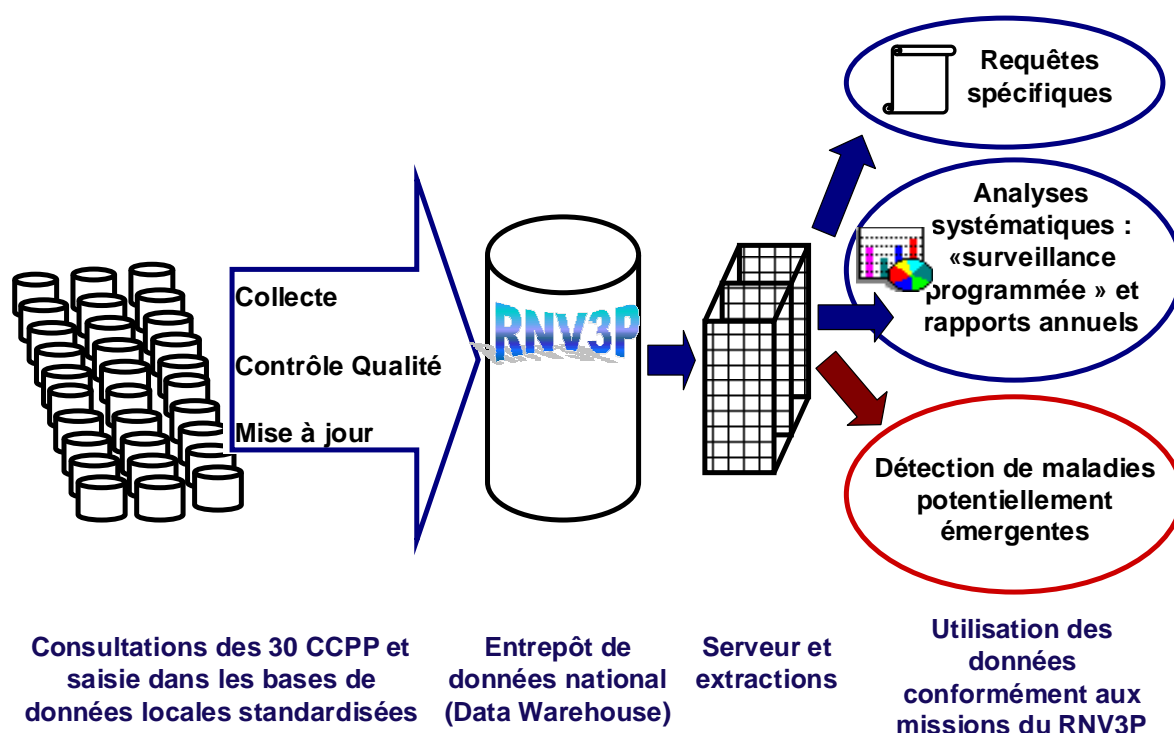 Requêtes
spécifiques
Analyses
systématiques :
«surveillance
programmée » et
rapports annuels
Collecte
Contrôle Qualité
Mise à jour
RNV3P
Détection de maladies
potentiellement
émergentes
Consultations des 30 CCPP et
saisie dans les bases de
données locales standardisées
Entrepôt de
données national
(Data Warehouse)
Serveur et
extractions
Utilisation des
données
conformément aux
missions du RNV3P